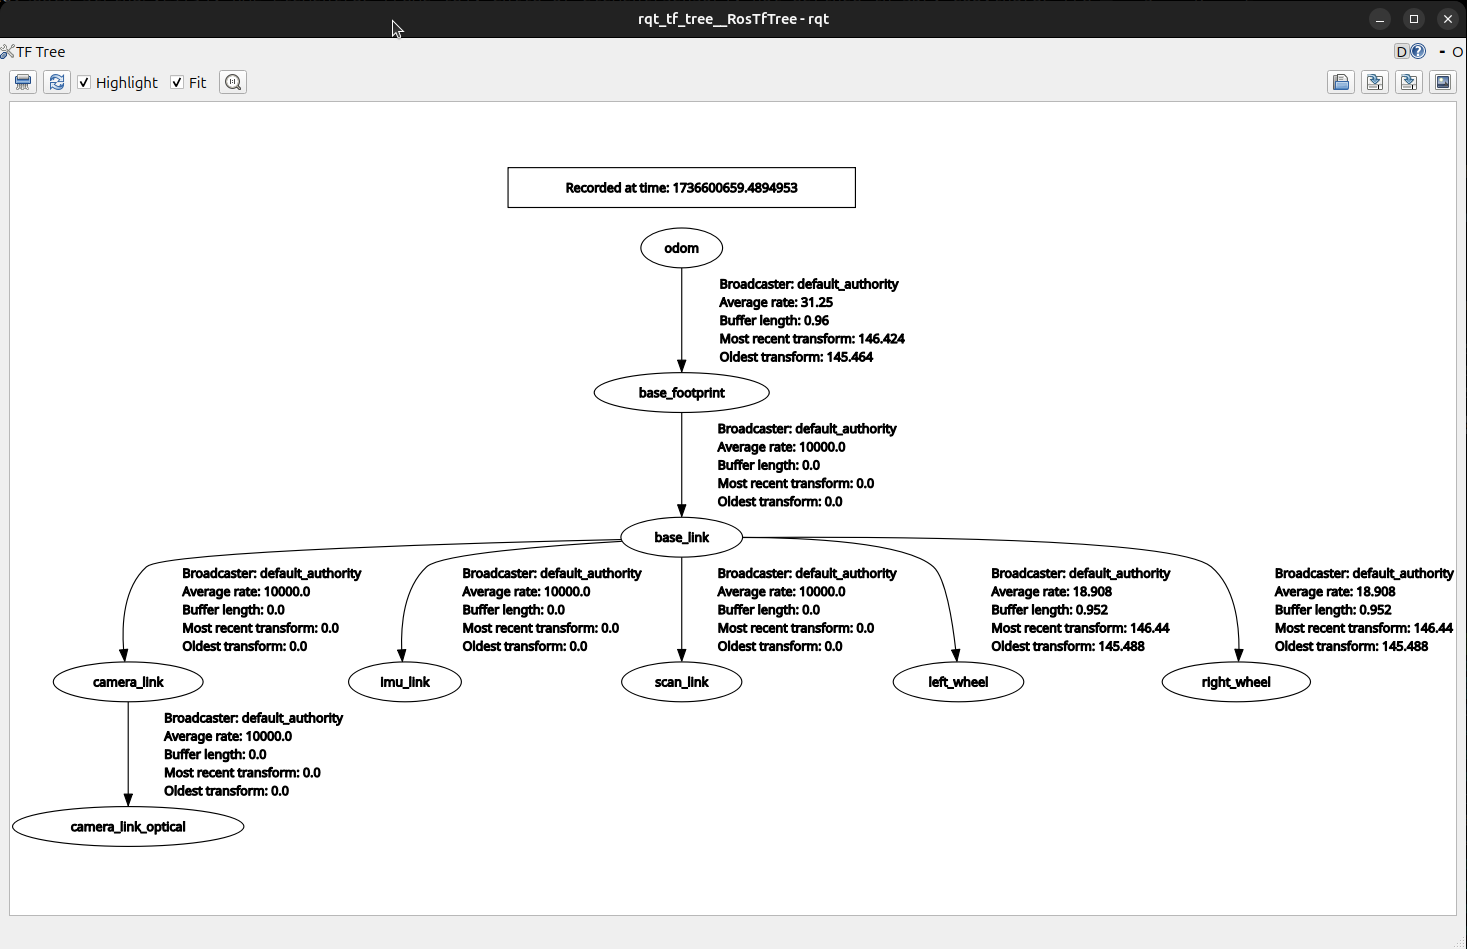 rqt_tf_tree__RosTfTree - rqt
TF Tree
D
?
- O
Highlight
Fit
Recorded at time: 1736600659.4894953
odom
Broadcaster: default_authority
Average rate: 31.25
Buffer length: 0.96
Most recent transform: 146.424
Oldest transform: 145.464
base_footprint
Broadcaster: default_authority
Average rate: 10000.0
Buffer length: 0.0
Most recent transform: 0.0
Oldest transform: 0.0
base_link
Broadcaster: default_authority
Average rate: 10000.0
Buffer length: 0.0
Most recent transform: 0.0
Oldest transform: 0.0
Broadcaster: default_authority
Average rate: 10000.0
Buffer length: 0.0
Most recent transform: 0.0
Oldest transform: 0.0
Broadcaster: default_authority
Average rate: 10000.0
Buffer length: 0.0
Most recent transform: 0.0
Oldest transform: 0.0
Broadcaster: default_authority
Average rate: 18.908
Buffer length: 0.952
Most recent transform: 146.44
Oldest transform: 145.488
Broadcaster: default_authority
Average rate: 18.908
Buffer length: 0.952
Most recent transform: 146.44
Oldest transform: 145.488
camera_link
imu_link
scan_link
left_wheel
right_wheel
Broadcaster: default_authority
Average rate: 10000.0
Buffer length: 0.0
Most recent transform: 0.0
Oldest transform: 0.0
camera_link_optical